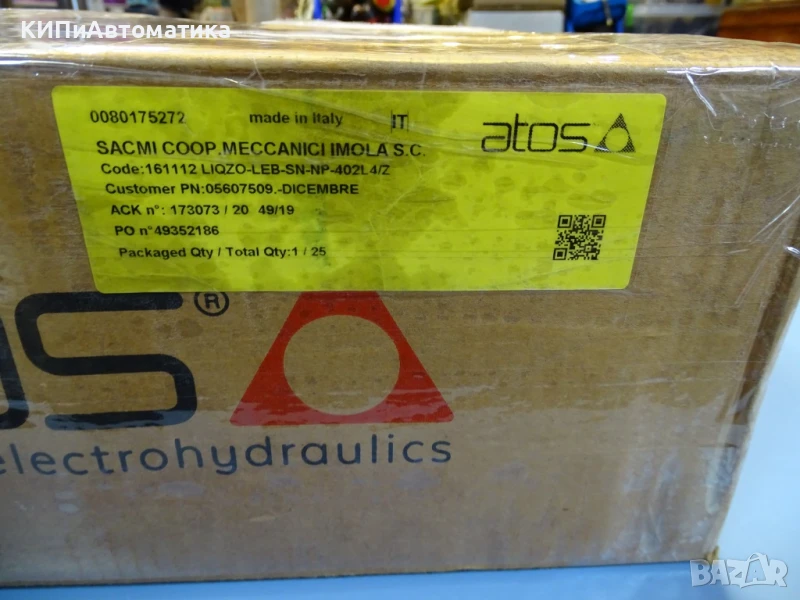 КИПиАвтоматика
0080175272 made in Italy IT
atos
SACMI COOP.MECCANICI IMOLA S.C.
Code:161112 LIQZO-LEB-SN-NP-402L4/Z
Customer PN:05607509.-DICEMBRE
ACK n°: 173073 / 20 49/19
PO n°49352186
Packaged Qty / Total Qty:1 / 25
os®
electrohydraulics
BAZAR